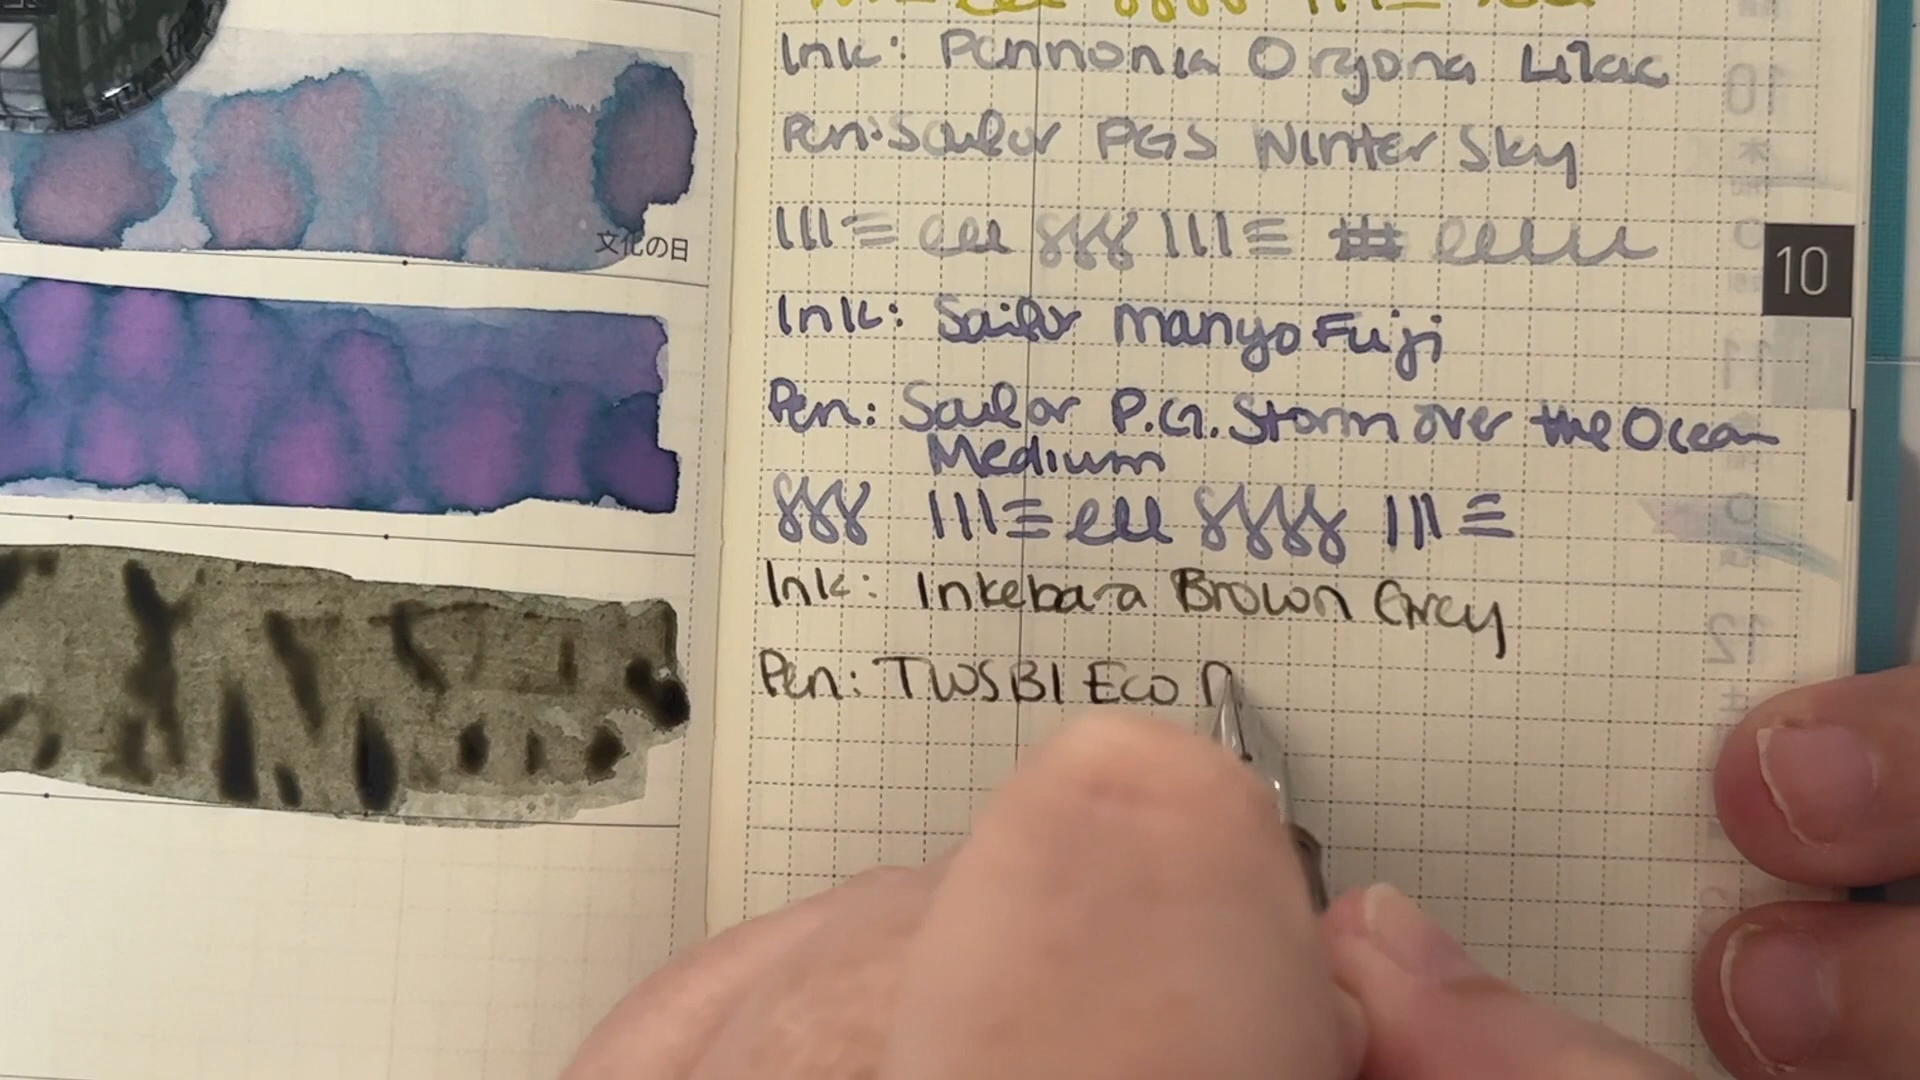 文化の日
Ink: Pennonia Orgona Lilac
Pen: Sailor PGS Winter Sky
Ink: Sailor Manyo Fuji
Pen: Sailor P.G. Storm over the Ocean
Medium
Ink: Inkebara Brown Grey
Pen: TWSBI Eco
10